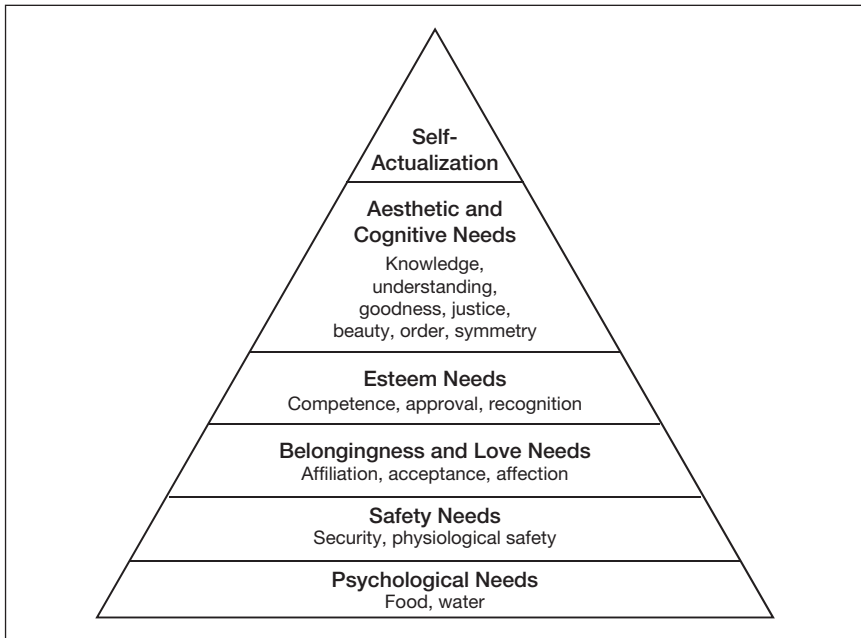 Self-
Actualization
Aesthetic and
Cognitive Needs
Knowledge,
understanding,
goodness, justice,
beauty, order, symmetry
Esteem Needs
Competence, approval, recognition
Belongingness and Love Needs
Affiliation, acceptance, affection
Safety Needs
Security, physiological safety
Psychological Needs
Food, water